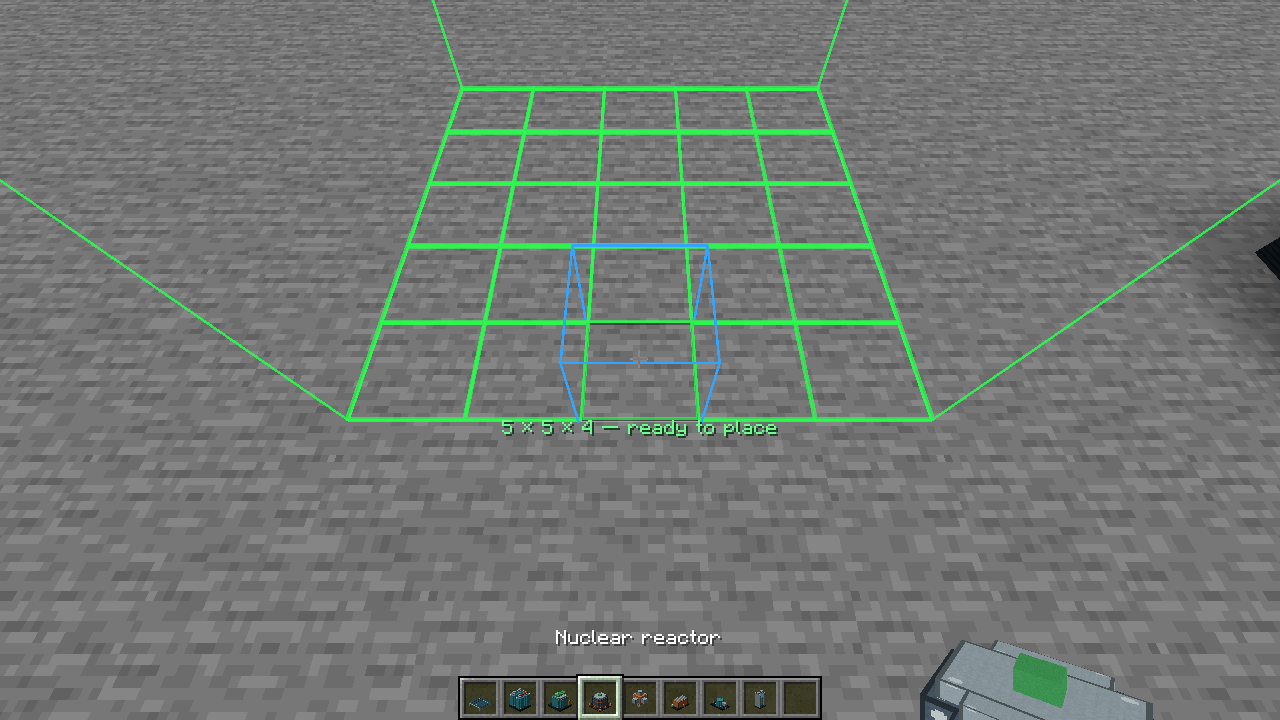 5 × 5 × 4 — ready to place
Nuclear reactor